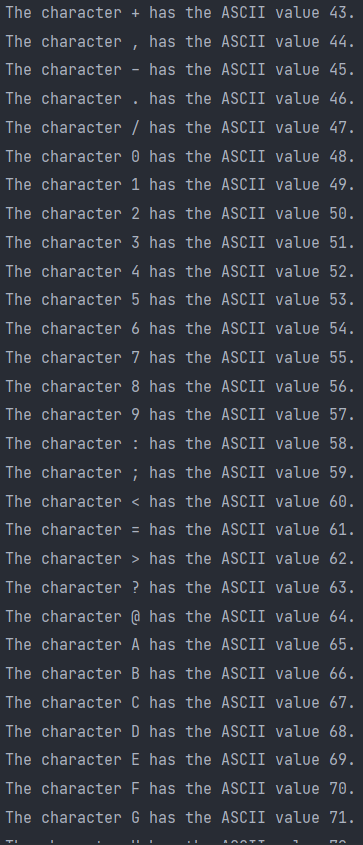 The character + has the ASCII value 43.
The character , has the ASCII value 44.
The character - has the ASCII value 45.
The character . has the ASCII value 46.
The character / has the ASCII value 47.
The character 0 has the ASCII value 48.
The character 1 has the ASCII value 49.
The character 2 has the ASCII value 50.
The character 3 has the ASCII value 51.
The character 4 has the ASCII value 52.
The character 5 has the ASCII value 53.
The character 6 has the ASCII value 54.
The character 7 has the ASCII value 55.
The character 8 has the ASCII value 56.
The character 9 has the ASCII value 57.
The character : has the ASCII value 58.
The character ; has the ASCII value 59.
The character < has the ASCII value 60.
The character = has the ASCII value 61.
The character > has the ASCII value 62.
The character ? has the ASCII value 63.
The character @ has the ASCII value 64.
The character A has the ASCII value 65.
The character B has the ASCII value 66.
The character C has the ASCII value 67.
The character D has the ASCII value 68.
The character E has the ASCII value 69.
The character F has the ASCII value 70.
The character G has the ASCII value 71.